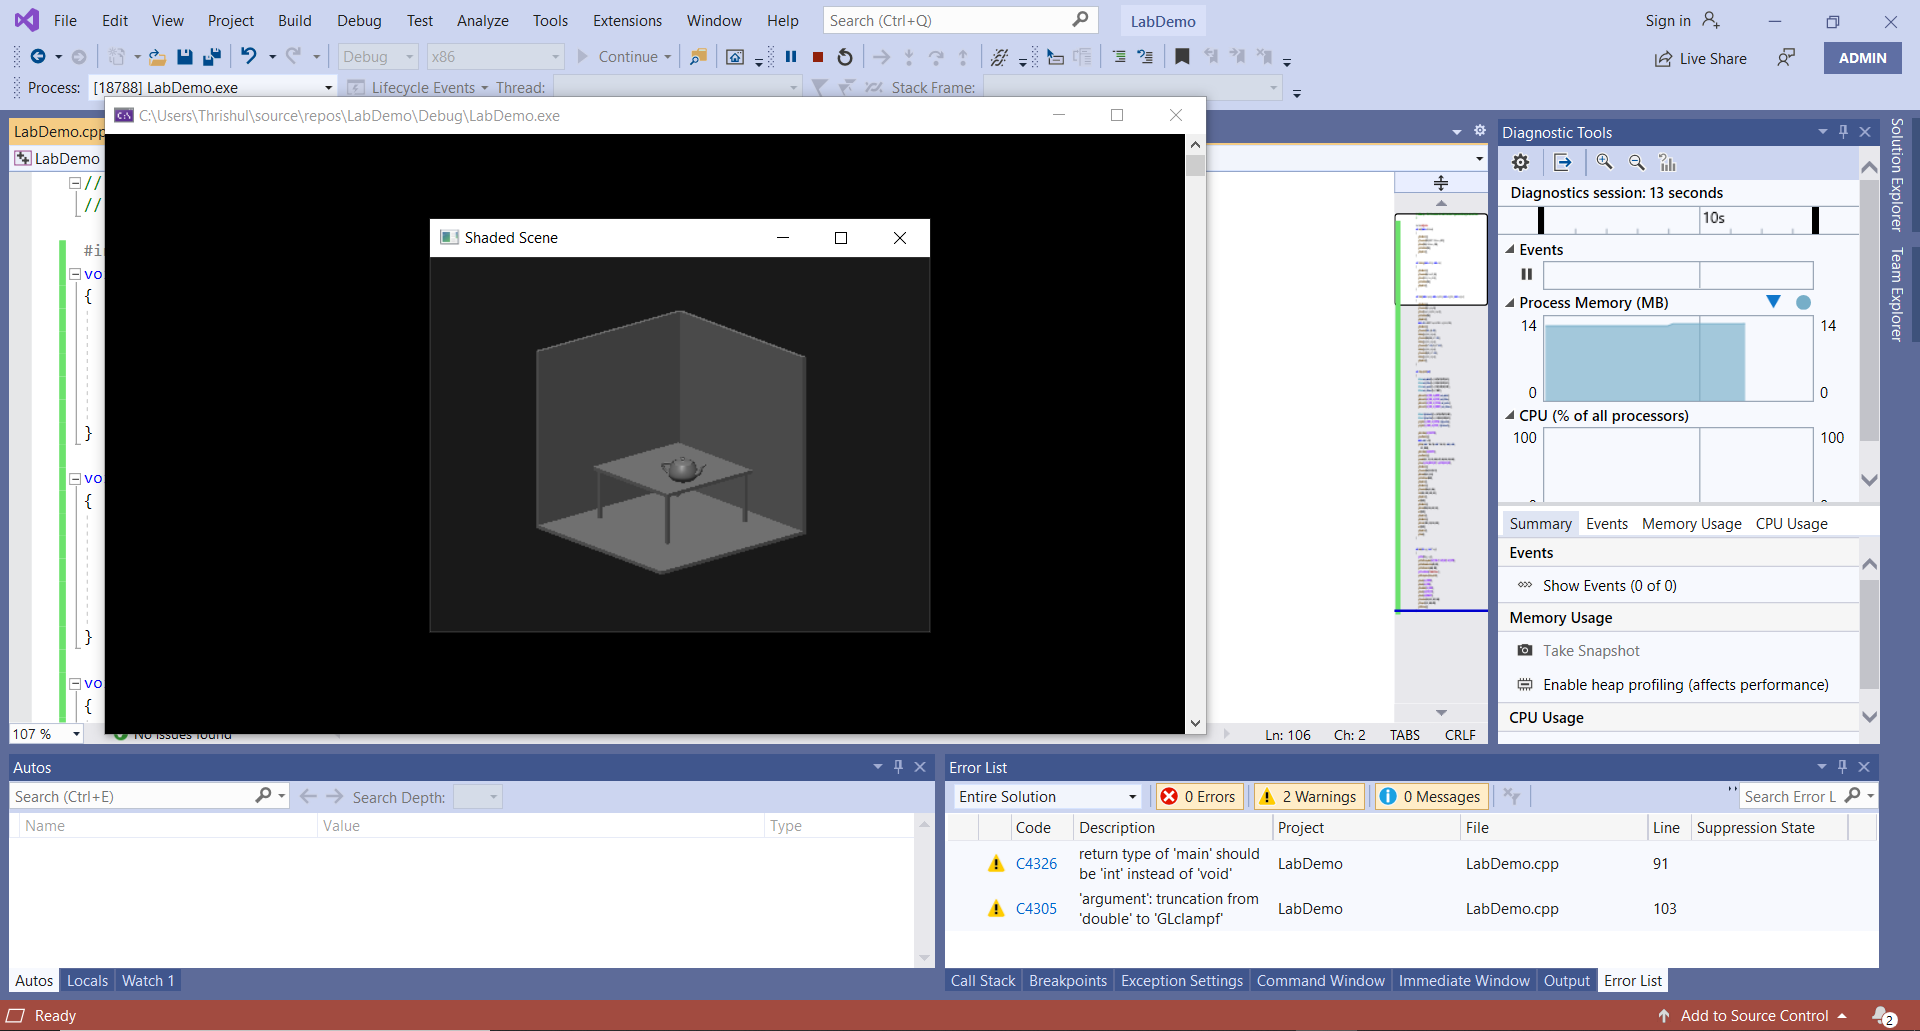 File Edit View Project Build Debug Test Analyze Tools Extensions Window Help Search (Ctrl+Q) LabDemo Sign in
Debug x86 Continue Live Share ADMIN
Process: [18788] LabDemo.exe Lifecycle Events Thread: Stack Frame:
C:\Users\Thrishul\source\repos\LabDemo\Debug\LabDemo.exe
LabDemo.cpp
LabDemo
//
//
#in
vo
{
}
vo
{
}
vo
{
Shaded Scene
107 % No issues found Ln: 106 Ch: 2 TABS CRLF
Diagnostic Tools
Diagnostics session: 13 seconds
10s
Events
Process Memory (MB)
14 14
0 0
CPU (% of all processors)
100 100
Summary Events Memory Usage CPU Usage
Events
Show Events (0 of 0)
Memory Usage
Take Snapshot
Enable heap profiling (affects performance)
CPU Usage
Solution Explorer
Team Explorer
Autos
Search (Ctrl+E) Search Depth:
Name Value Type
Autos Locals Watch 1
Error List
Entire Solution 0 Errors 2 Warnings 0 Messages Search Error L
Code Description Project File Line Suppression State
C4326 return type of 'main' should be 'int' instead of 'void' LabDemo LabDemo.cpp 91
C4305 'argument': truncation from 'double' to 'GLclampf' LabDemo LabDemo.cpp 103
Call Stack Breakpoints Exception Settings Command Window Immediate Window Output Error List
Ready Add to Source Control 2